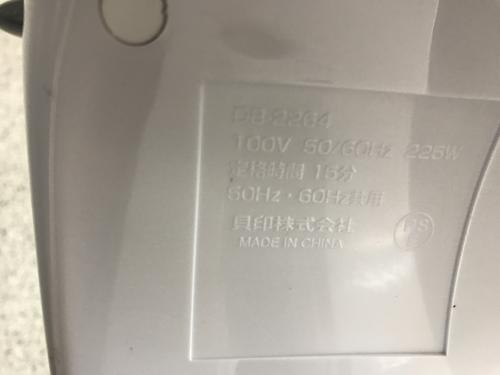 DB-2264
100V 50/60Hz 225W
定格時間 15分
50Hz・60Hz共用
貝印株式会社
MADE IN CHINA
PS
E